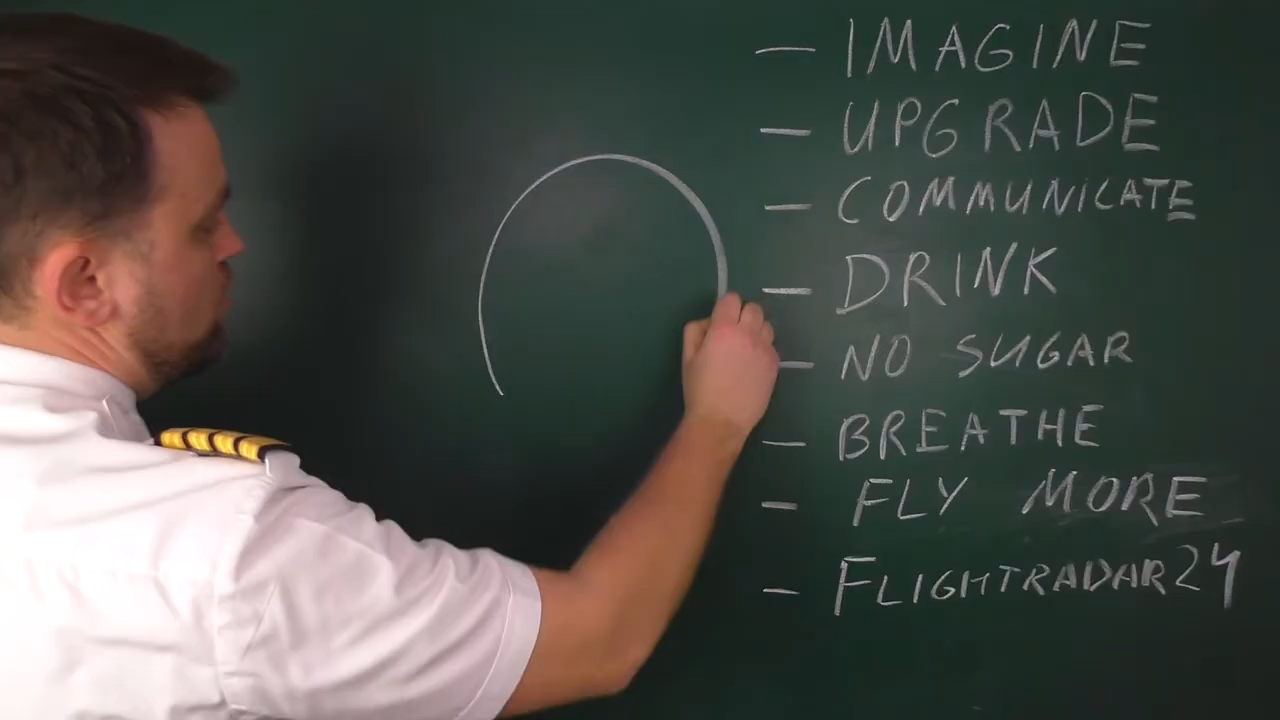 — IMAGINE
— UPGRADE
— COMMUNICATE
— DRINK
— NO SUGAR
— BREATHE
— FLY MORE
— FLIGHTRADAR24